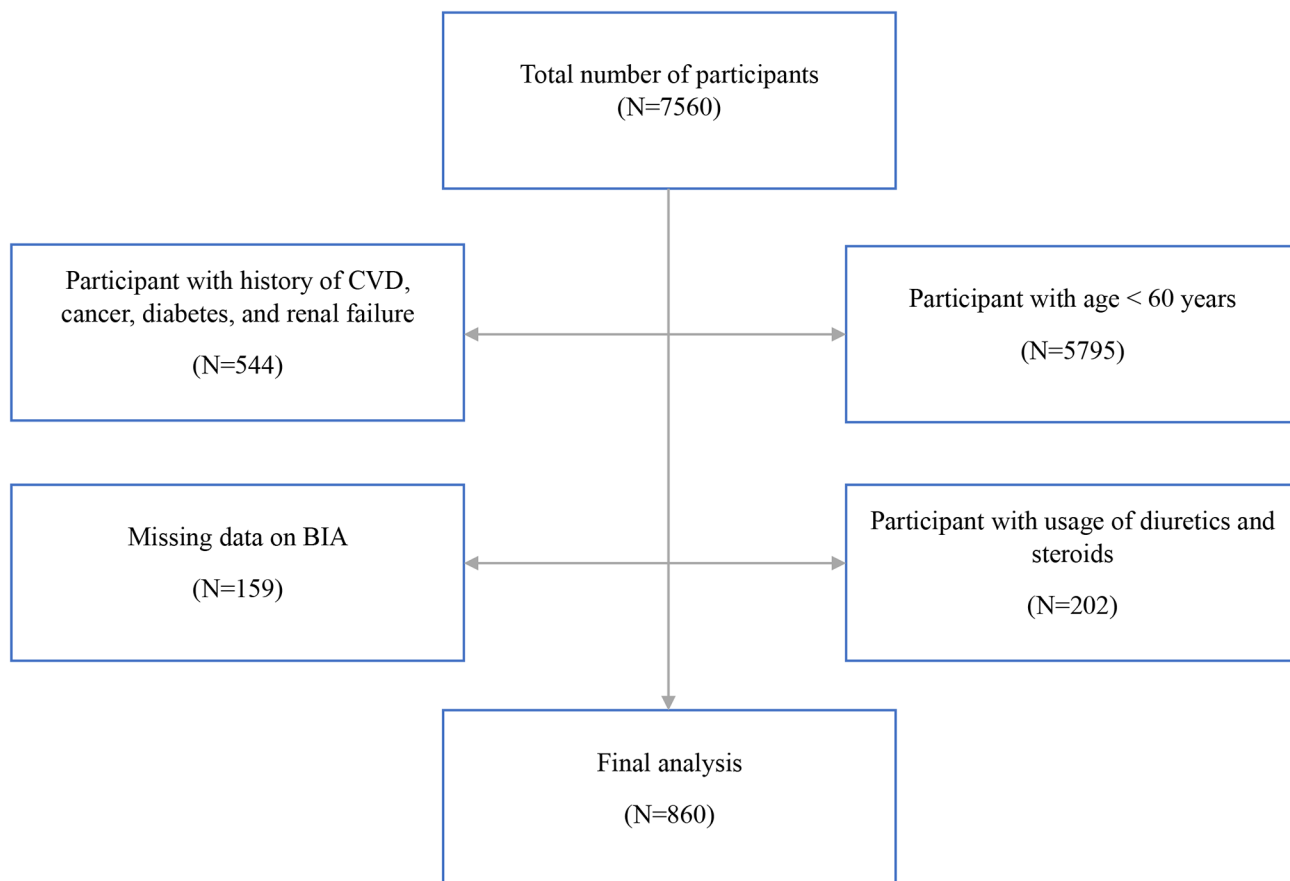 Total number of participants
(N=7560)
Participant with history of CVD,
cancer, diabetes, and renal failure
(N=544)
Participant with age < 60 years
(N=5795)
Missing data on BIA
(N=159)
Participant with usage of diuretics and
steroids
(N=202)
Final analysis
(N=860)